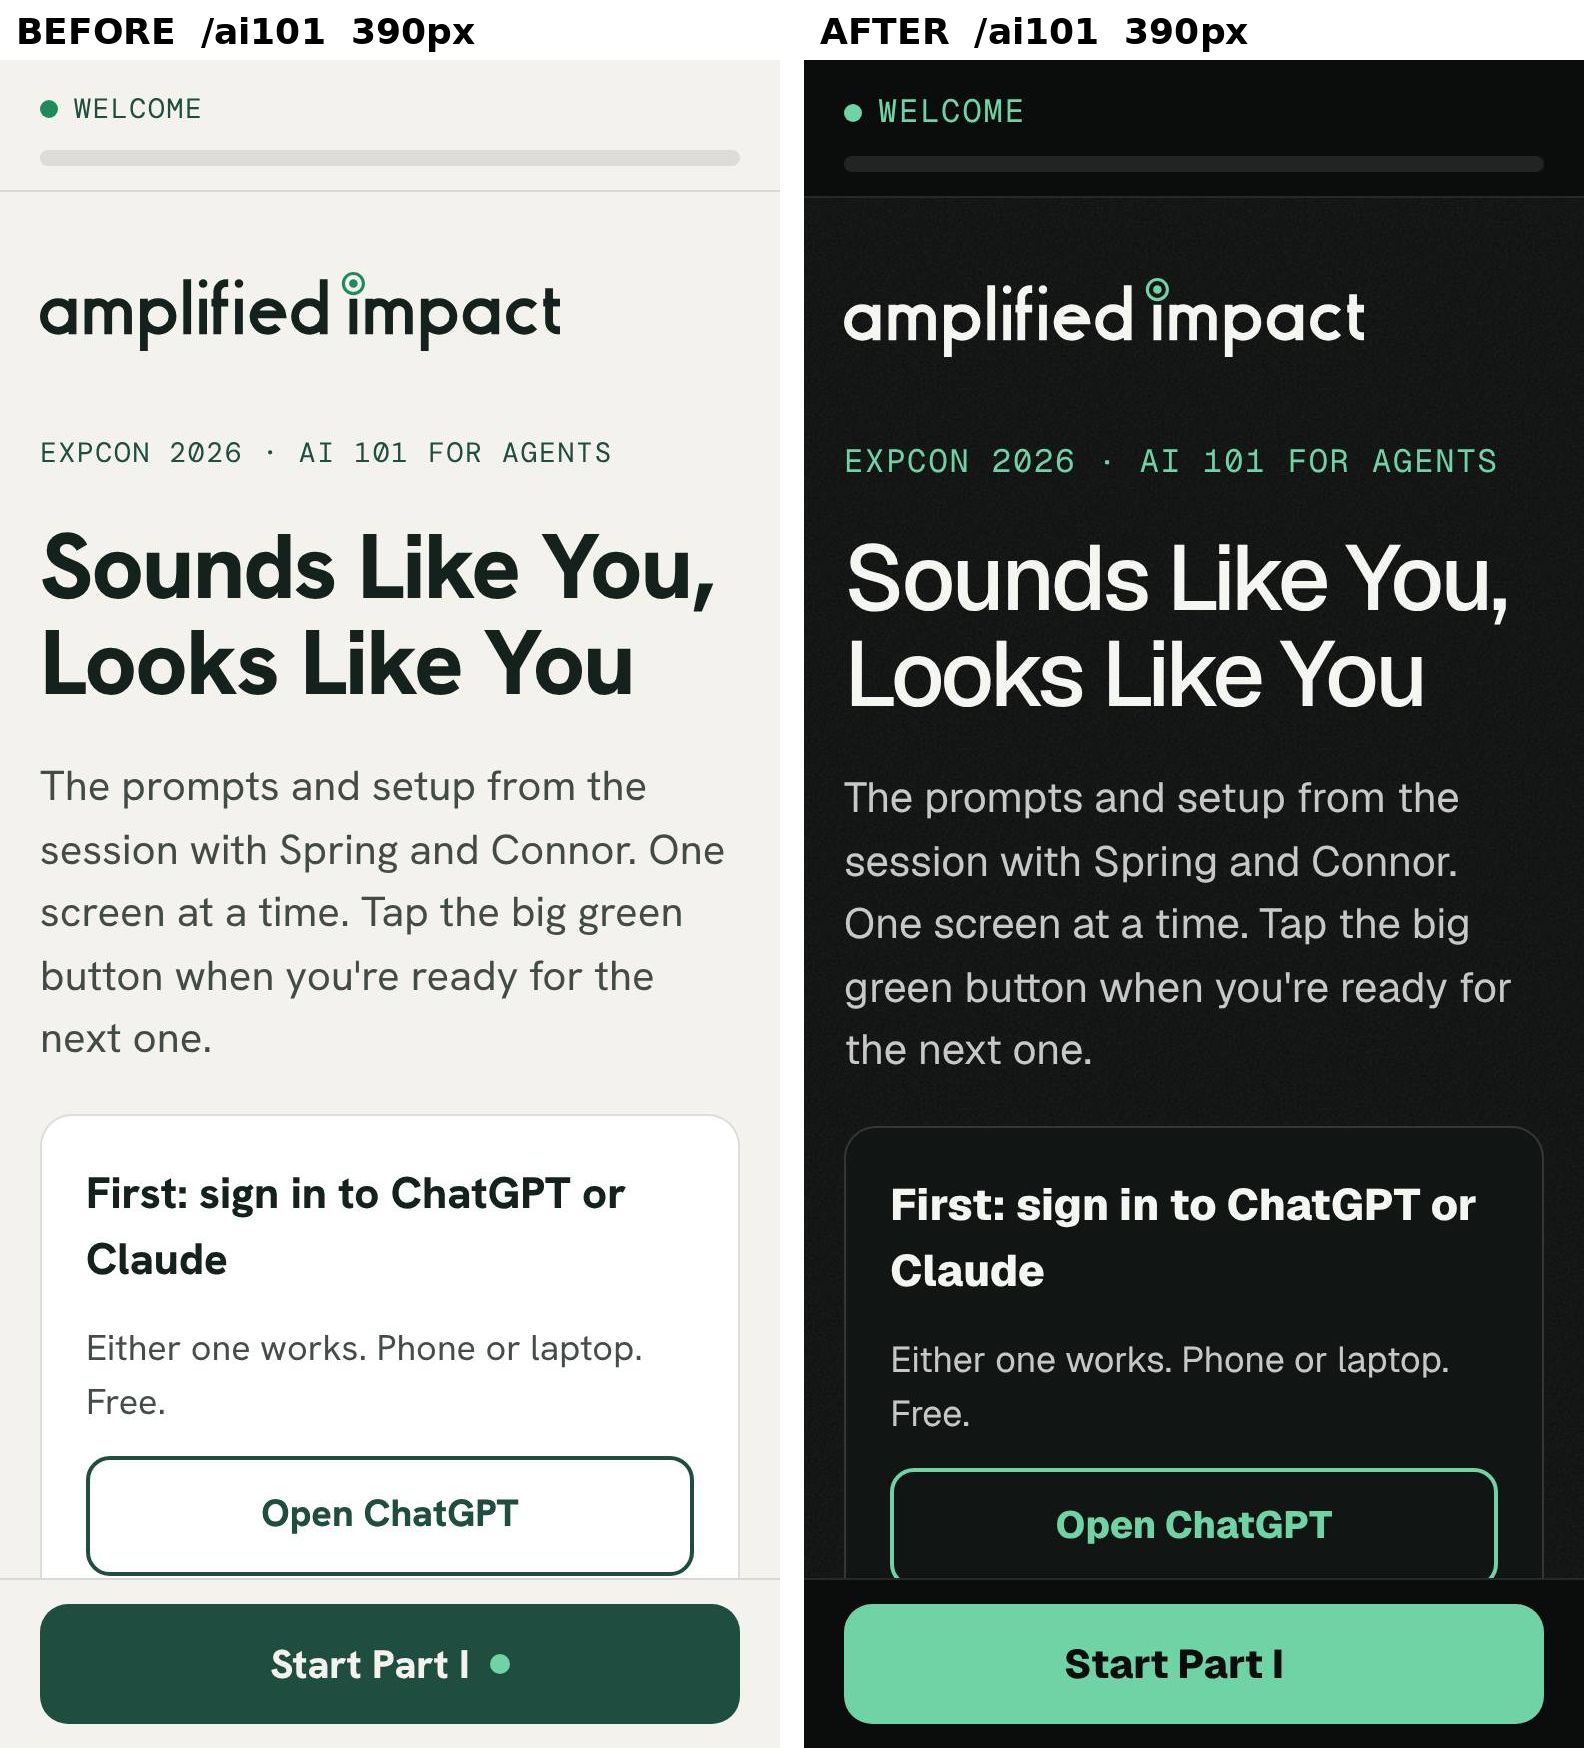 BEFORE /ai101 390px
WELCOME
amplified impact
EXPCON 2026 · AI 101 FOR AGENTS
Sounds Like You,
Looks Like You
The prompts and setup from the
session with Spring and Connor. One
screen at a time. Tap the big green
button when you're ready for the
next one.
First: sign in to ChatGPT or
Claude
Either one works. Phone or laptop.
Free.
Open ChatGPT
Start Part I
AFTER /ai101 390px
WELCOME
amplified impact
EXPCON 2026 · AI 101 FOR AGENTS
Sounds Like You,
Looks Like You
The prompts and setup from the
session with Spring and Connor.
One screen at a time. Tap the big
green button when you're ready for
the next one.
First: sign in to ChatGPT or
Claude
Either one works. Phone or laptop.
Free.
Open ChatGPT
Start Part I